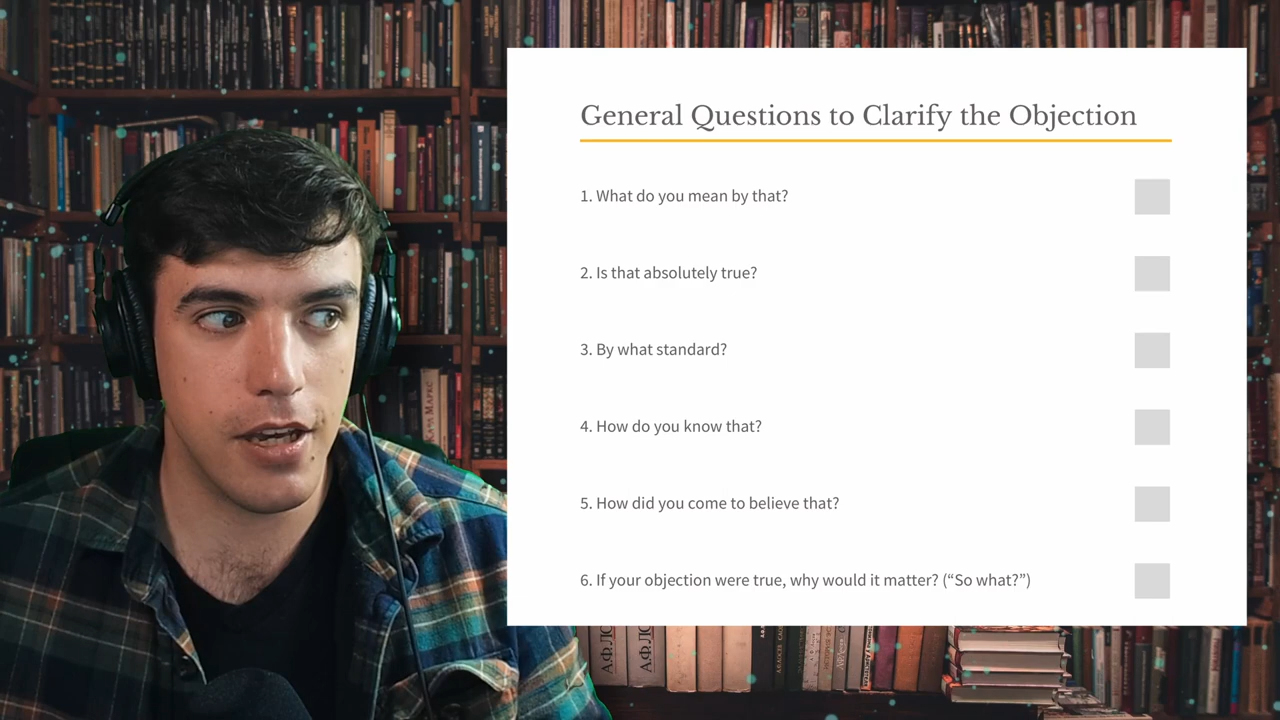 General Questions to Clarify the Objection
1. What do you mean by that?
2. Is that absolutely true?
3. By what standard?
4. How do you know that?
5. How did you come to believe that?
6. If your objection were true, why would it matter? (“So what?”)